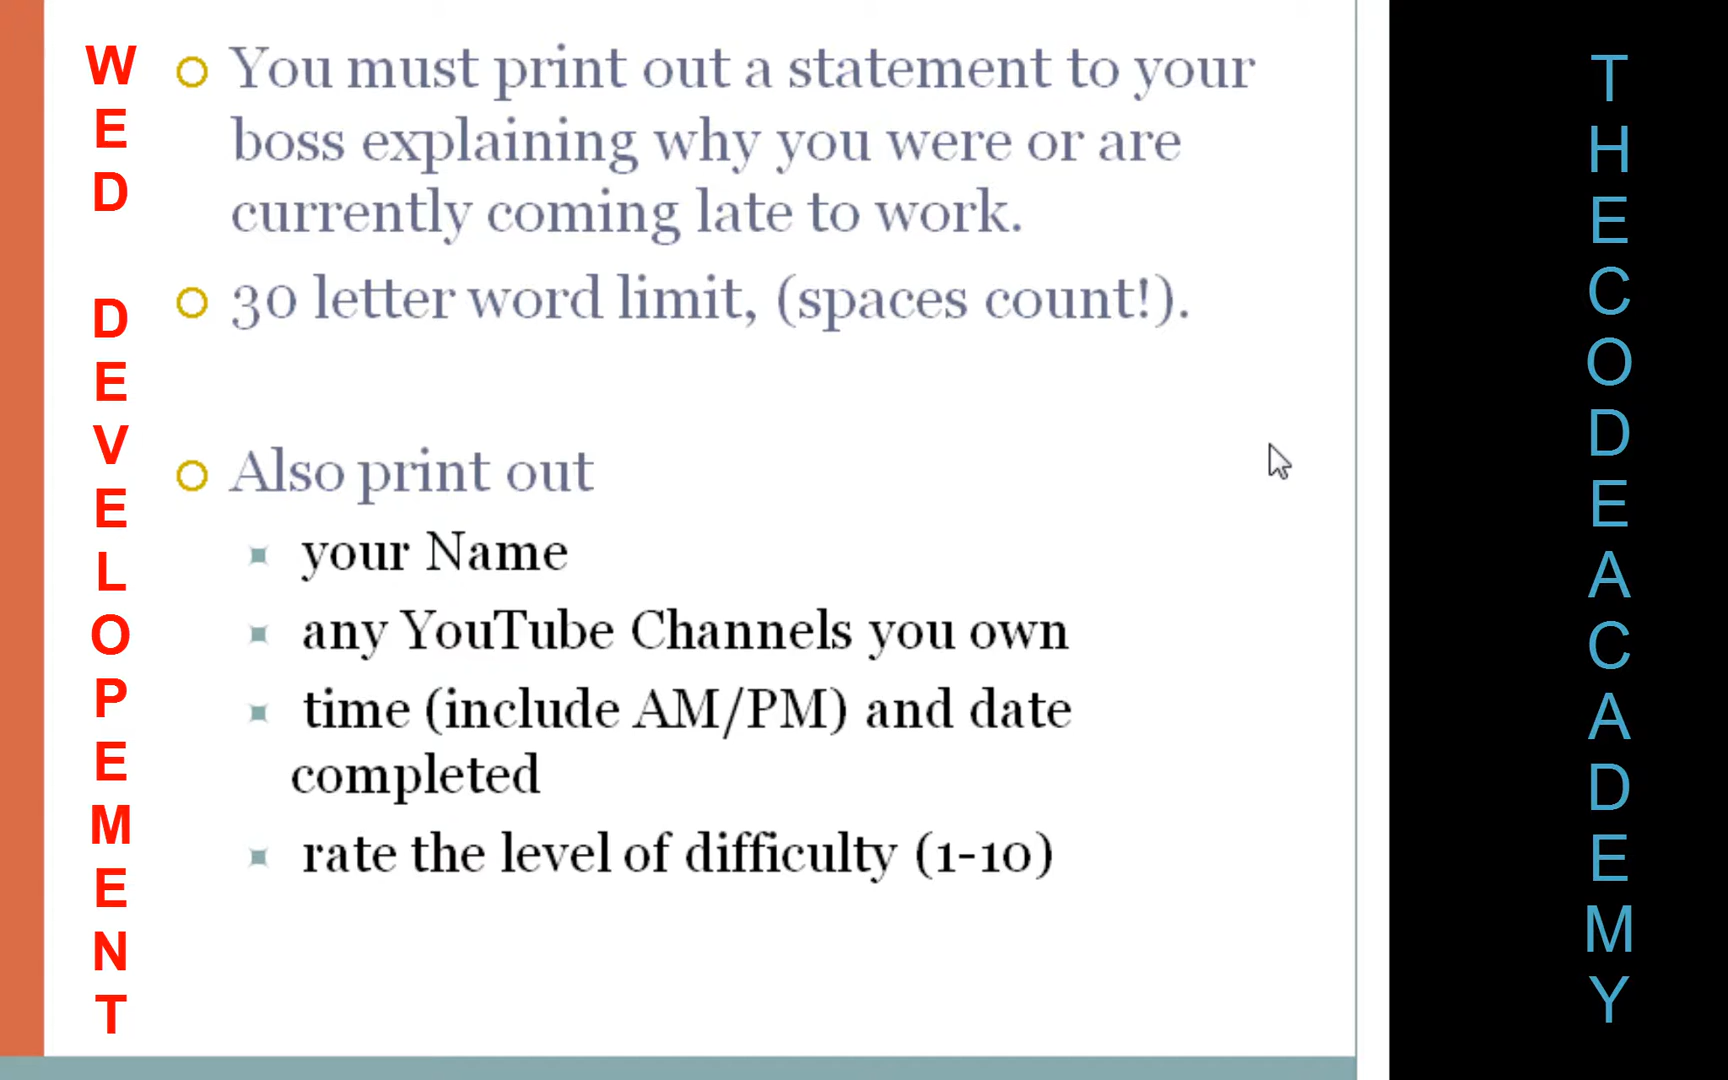 WED DEVELOPEMENT
You must print out a statement to your
boss explaining why you were or are
currently coming late to work.
30 letter word limit, (spaces count!).
Also print out
your Name
any YouTube Channels you own
time (include AM/PM) and date
completed
rate the level of difficulty (1-10)
THECODEACADEMY